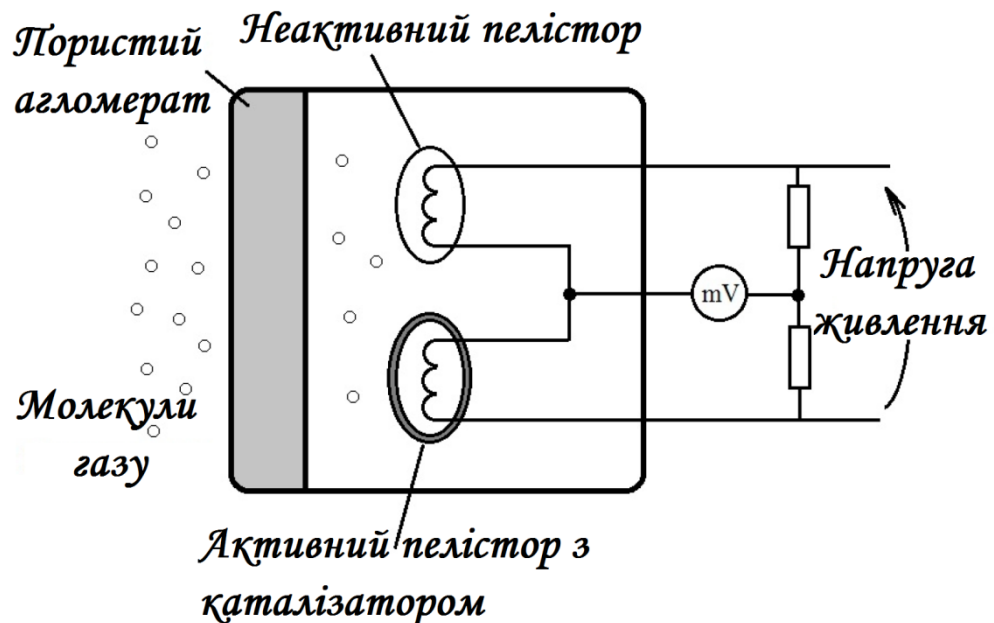 Пористий
агломерат
Неактивний пелістор
mV
Напруга
живлення
Молекули
газу
Активний пелістор з
каталізатором